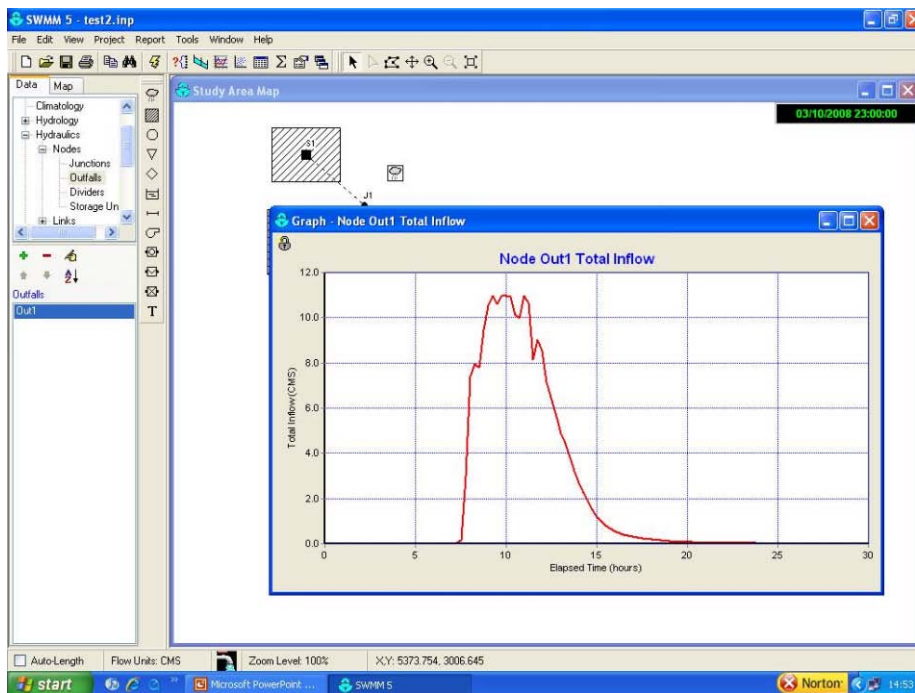 SWMM 5 - test2.inp
File Edit View Project Report Tools Window Help
Data Map
Climatology
Hydrology
Hydraulics
Nodes
Junctions
Outfalls
Dividers
Storage Un
Links
Outfalls
Out1
T
Study Area Map
03/10/2008 23:00:00
S1
J1
Graph - Node Out1 Total Inflow
Node Out1 Total Inflow
12.0
10.0
8.0
6.0
4.0
2.0
0.0
Total Inflow (CMS)
0 5 10 15 20 25 30
Elapsed Time (hours)
Auto-Length Flow Units: CMS Zoom Level: 100% X,Y: 5373.754, 3006.645
start Microsoft PowerPoint ... SWMM 5 Norton 14:53